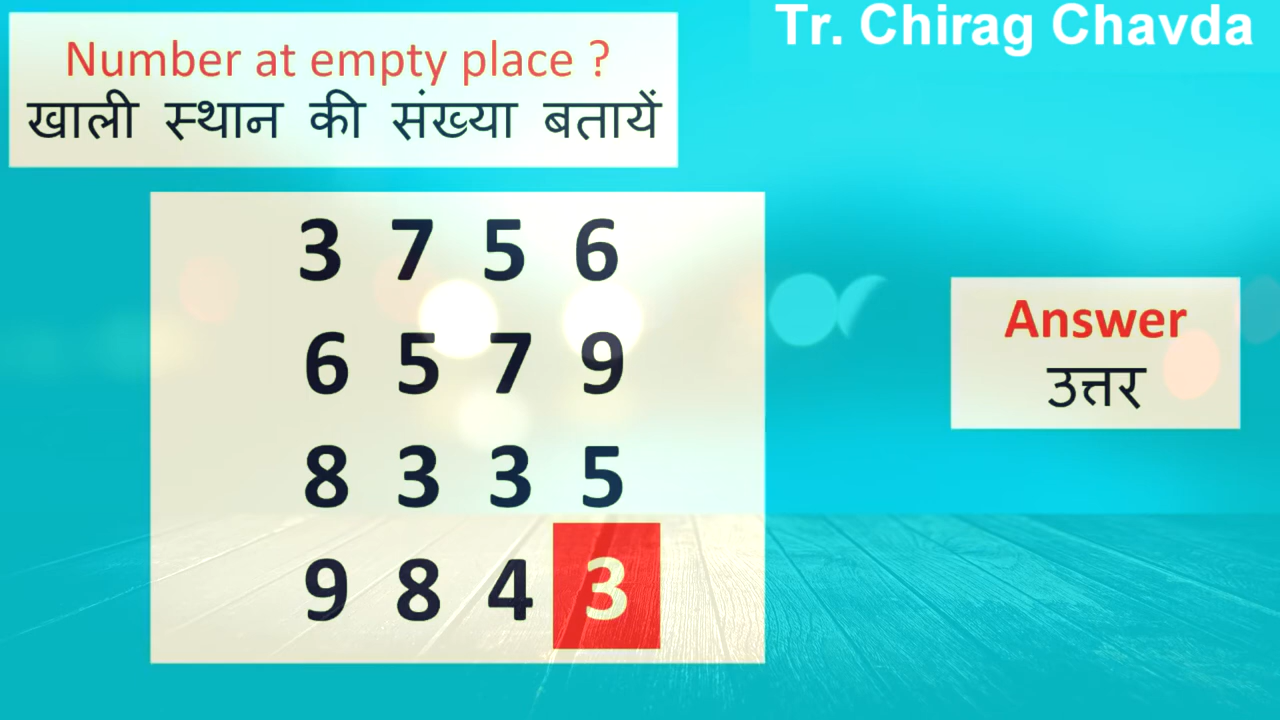 Tr. Chirag Chavda
Number at empty place ?
खाली स्थान की संख्या बतायें
3 7 5 6
6 5 7 9
8 3 3 5
9 8 4 3
Answer
उत्तर